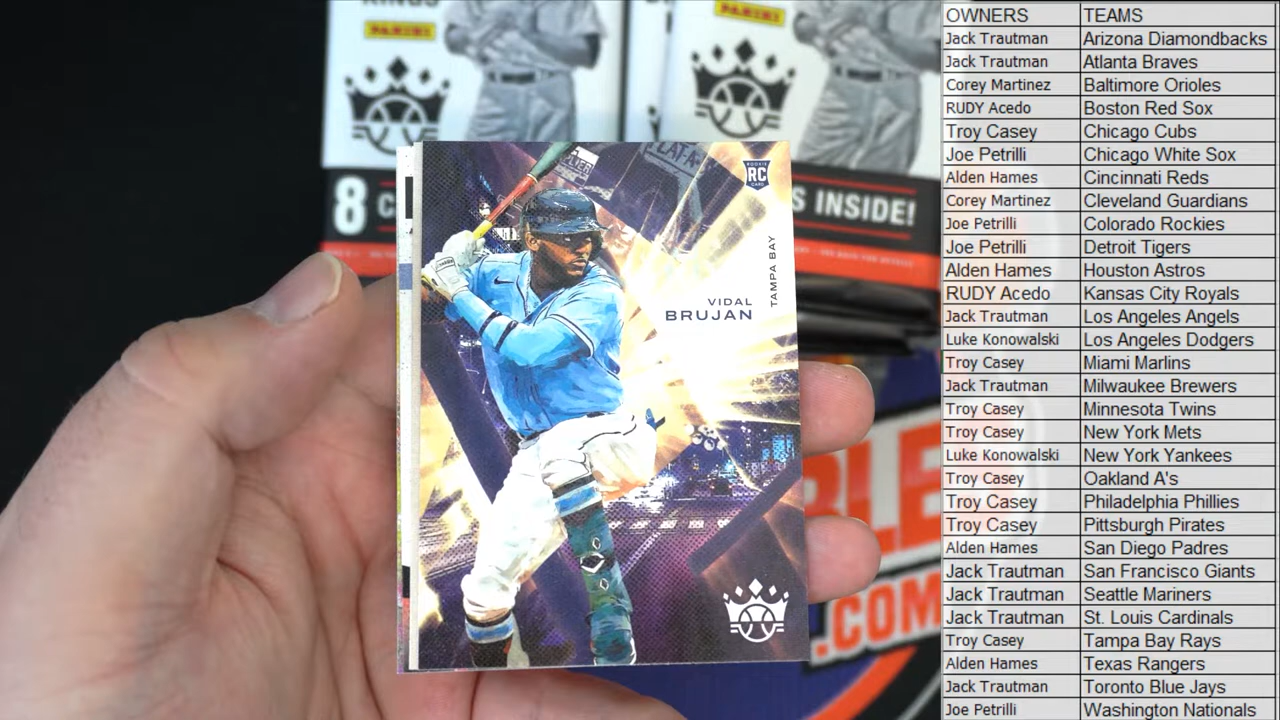 KINGS
PANINI
PANINI
8 C
S INSIDE!
ROOKIE
RC
CARD
TAMPA BAY
VIDAL
BRUJAN
BLE
.COM
OWNERS TEAMS
Jack Trautman Arizona Diamondbacks
Jack Trautman Atlanta Braves
Corey Martinez Baltimore Orioles
RUDY Acedo Boston Red Sox
Troy Casey Chicago Cubs
Joe Petrilli Chicago White Sox
Alden Hames Cincinnati Reds
Corey Martinez Cleveland Guardians
Joe Petrilli Colorado Rockies
Joe Petrilli Detroit Tigers
Alden Hames Houston Astros
RUDY Acedo Kansas City Royals
Jack Trautman Los Angeles Angels
Luke Konowalski Los Angeles Dodgers
Troy Casey Miami Marlins
Jack Trautman Milwaukee Brewers
Troy Casey Minnesota Twins
Troy Casey New York Mets
Luke Konowalski New York Yankees
Troy Casey Oakland A's
Troy Casey Philadelphia Phillies
Troy Casey Pittsburgh Pirates
Alden Hames San Diego Padres
Jack Trautman San Francisco Giants
Jack Trautman Seattle Mariners
Jack Trautman St. Louis Cardinals
Troy Casey Tampa Bay Rays
Alden Hames Texas Rangers
Jack Trautman Toronto Blue Jays
Joe Petrilli Washington Nationals